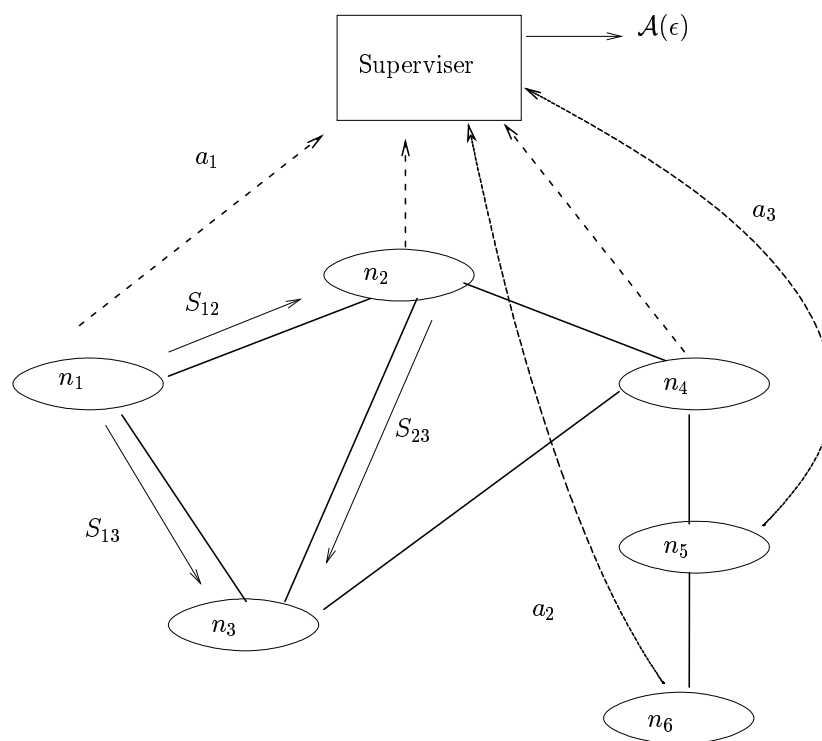 𝒜(ϵ)
Superviser
a₁
a₃
n₂
S₁₂
n₁
n₄
S₂₃
S₁₃
n₅
a₂
n₃
n₆